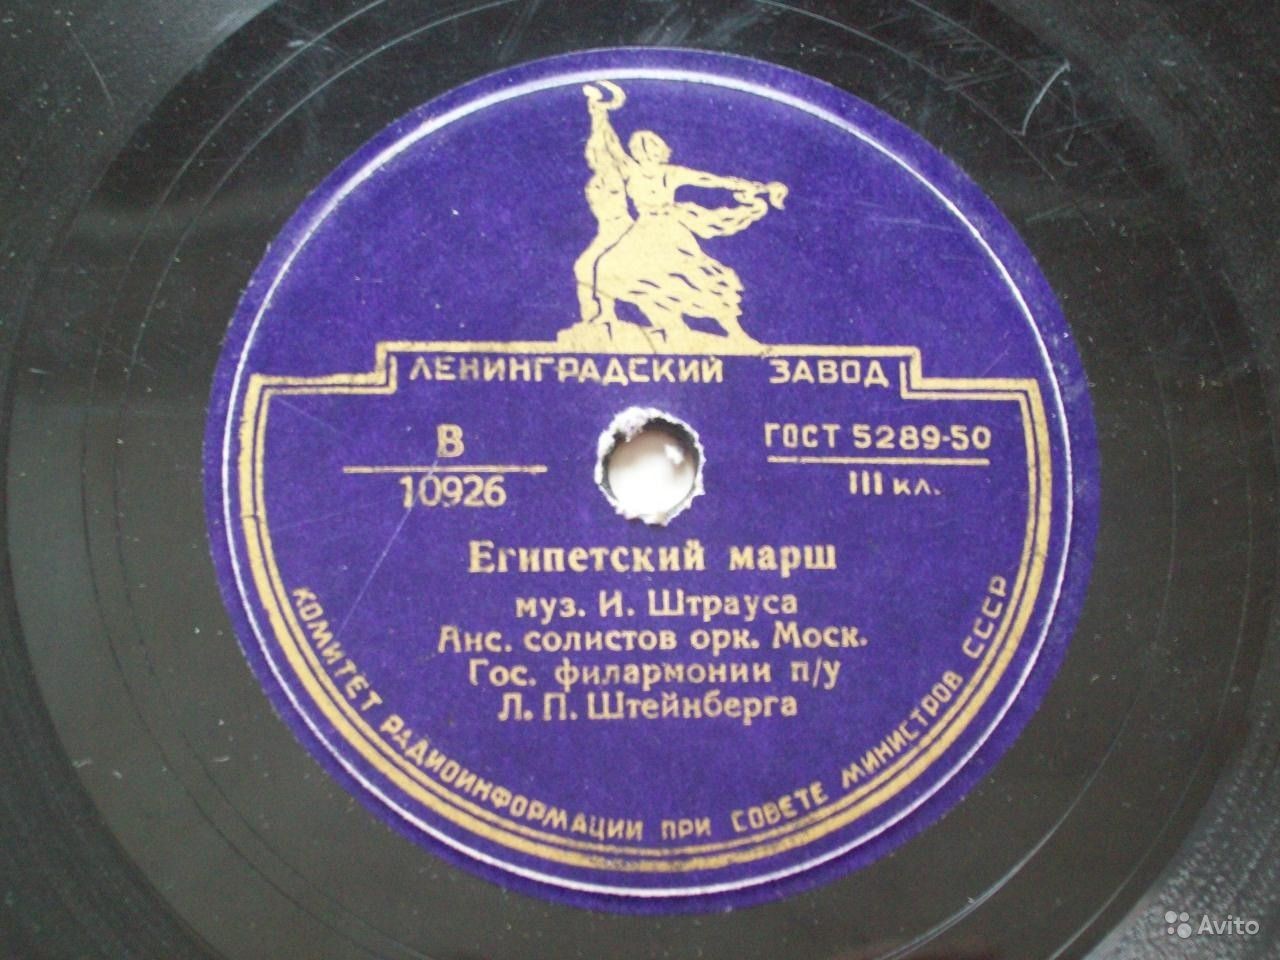 ЛЕНИНГРАДСКИЙ ЗАВОД
В
10926
ГОСТ 5289-50
III кл.
Египетский марш
муз. И. Штрауса
Анс. солистов орк. Моск.
Гос. филармонии п/у
Л. П. Штейнберга
КОМИТЕТ РАДИОИНФОРМАЦИИ ПРИ СОВЕТЕ МИНИСТРОВ СССР
Avito